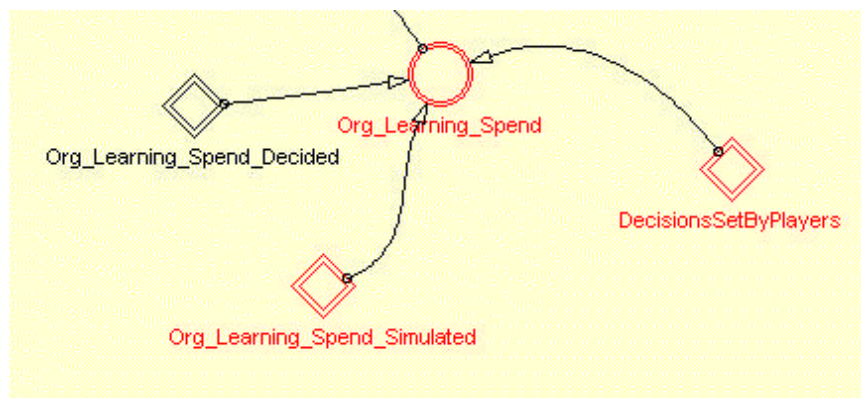 Org_Learning_Spend
Org_Learning_Spend_Decided
DecisionsSetByPlayers
Org_Learning_Spend_Simulated